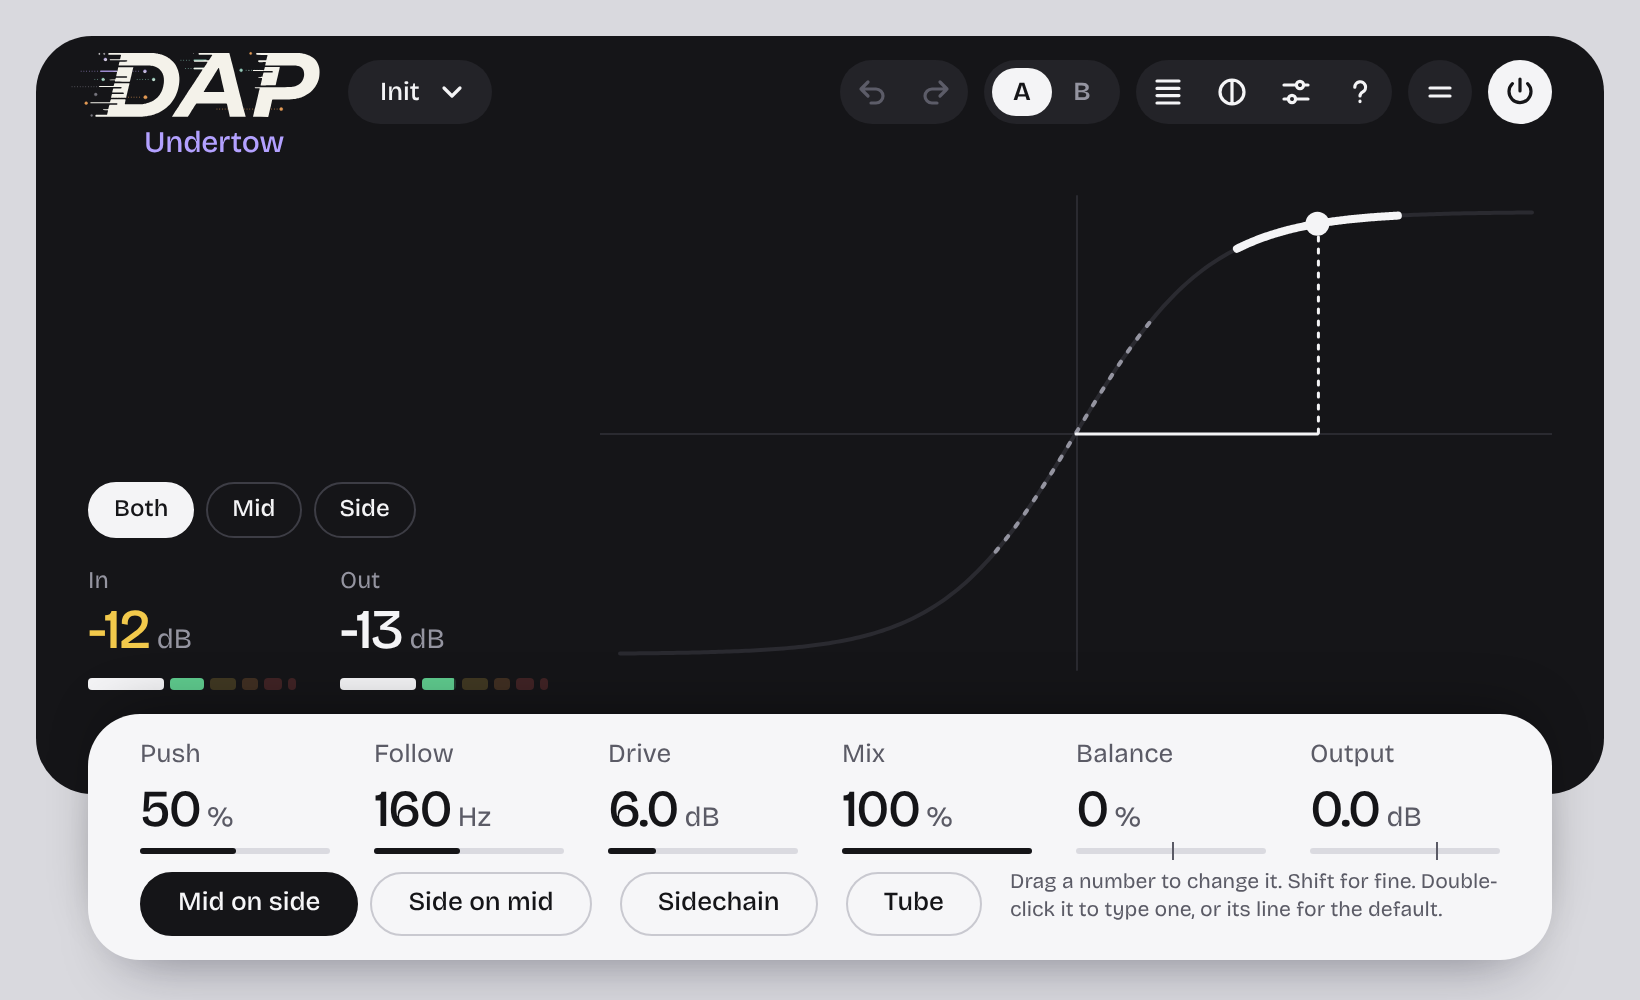 DAP
Undertow
Init
A
B
?
Both
Mid
Side
In
Out
-12 dB
-13 dB
Push
Follow
Drive
Mix
Balance
Output
50 %
160 Hz
6.0 dB
100 %
0 %
0.0 dB
Mid on side
Side on mid
Sidechain
Tube
Drag a number to change it. Shift for fine. Double-
click it to type one, or its line for the default.